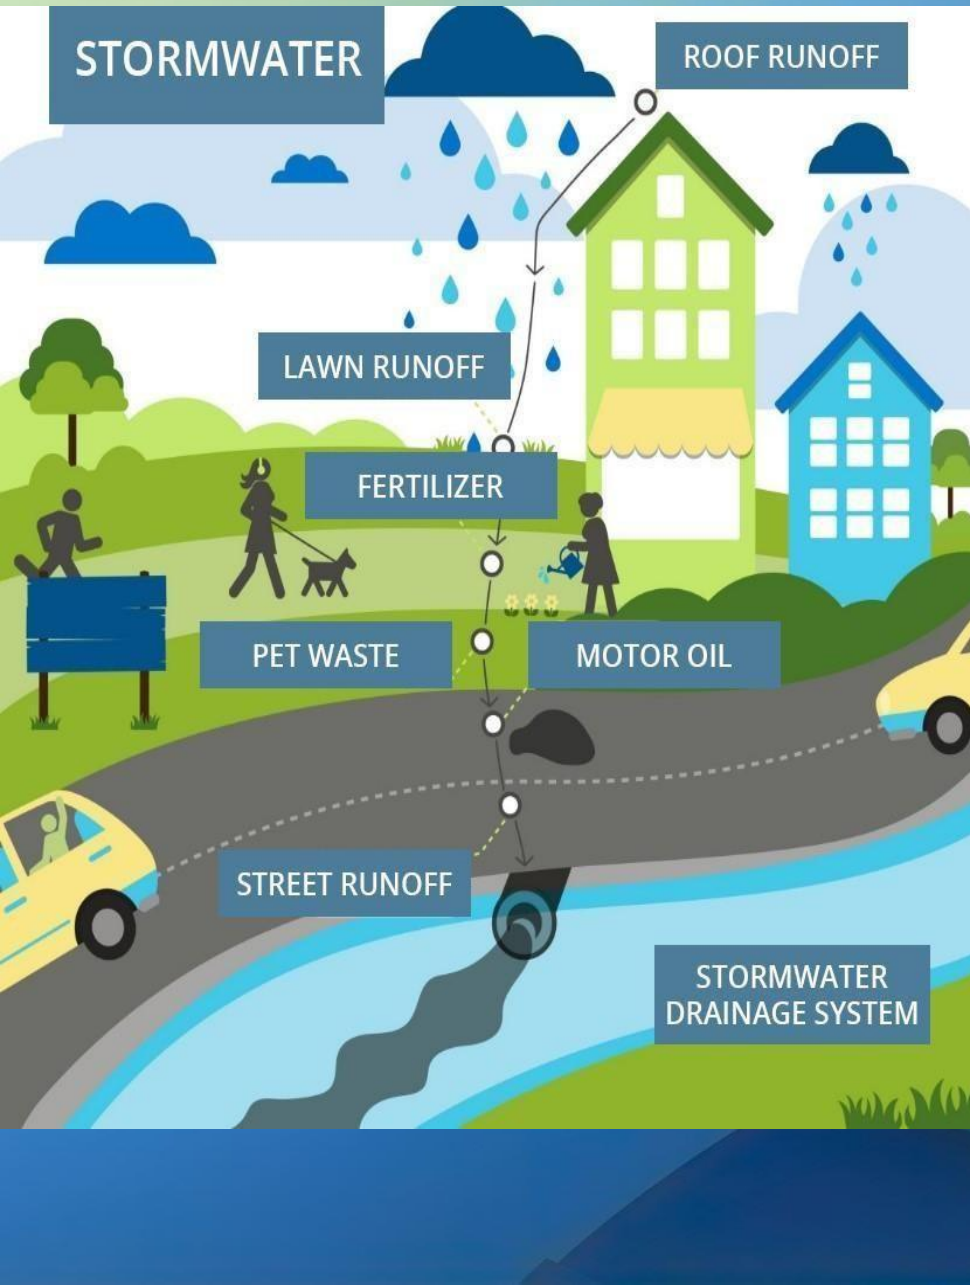 STORMWATER
ROOF RUNOFF
LAWN RUNOFF
FERTILIZER
PET WASTE
MOTOR OIL
STREET RUNOFF
STORMWATER
DRAINAGE SYSTEM